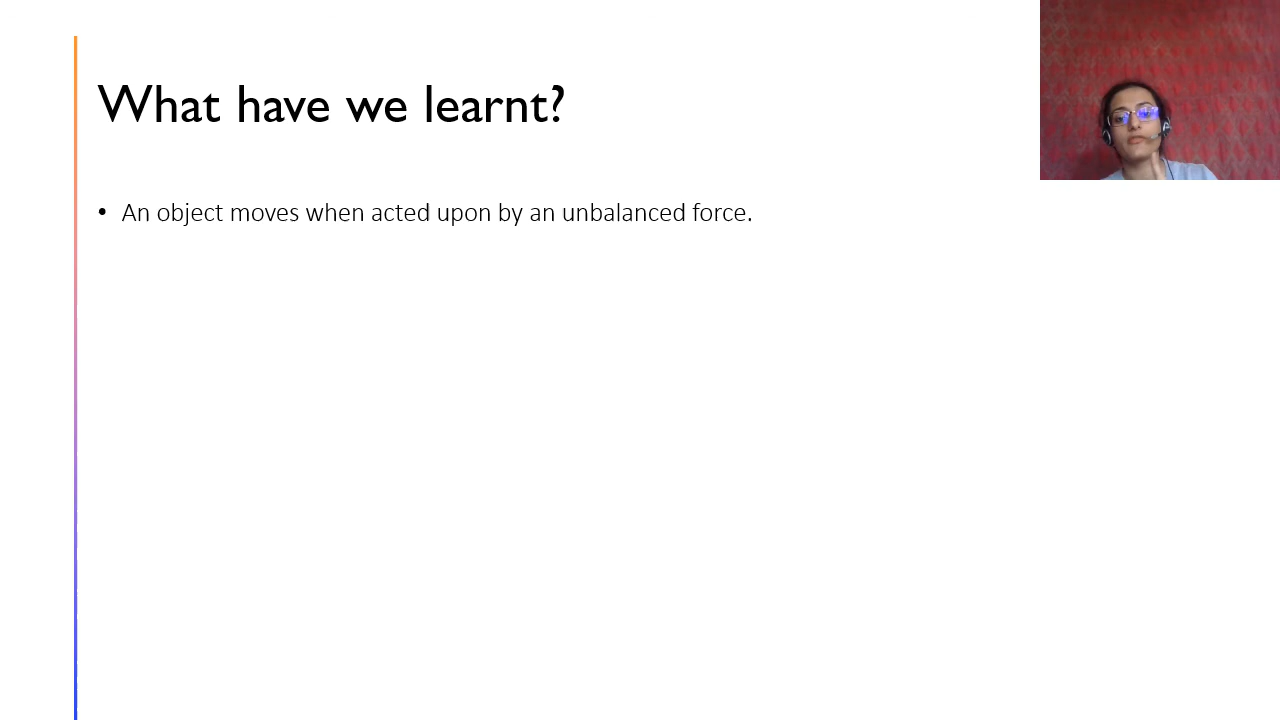 What have we learnt?
• An object moves when acted upon by an unbalanced force.